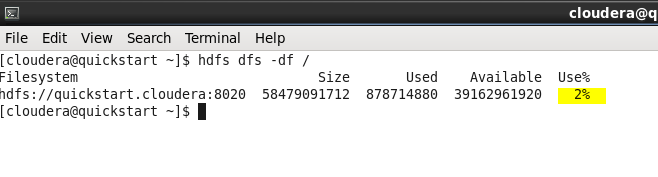 cloudera@q
File Edit View Search Terminal Help
[cloudera@quickstart ~]$ hdfs dfs -df /
Filesystem Size Used Available Use%
hdfs://quickstart.cloudera:8020 58479091712 878714880 39162961920 2%
[cloudera@quickstart ~]$